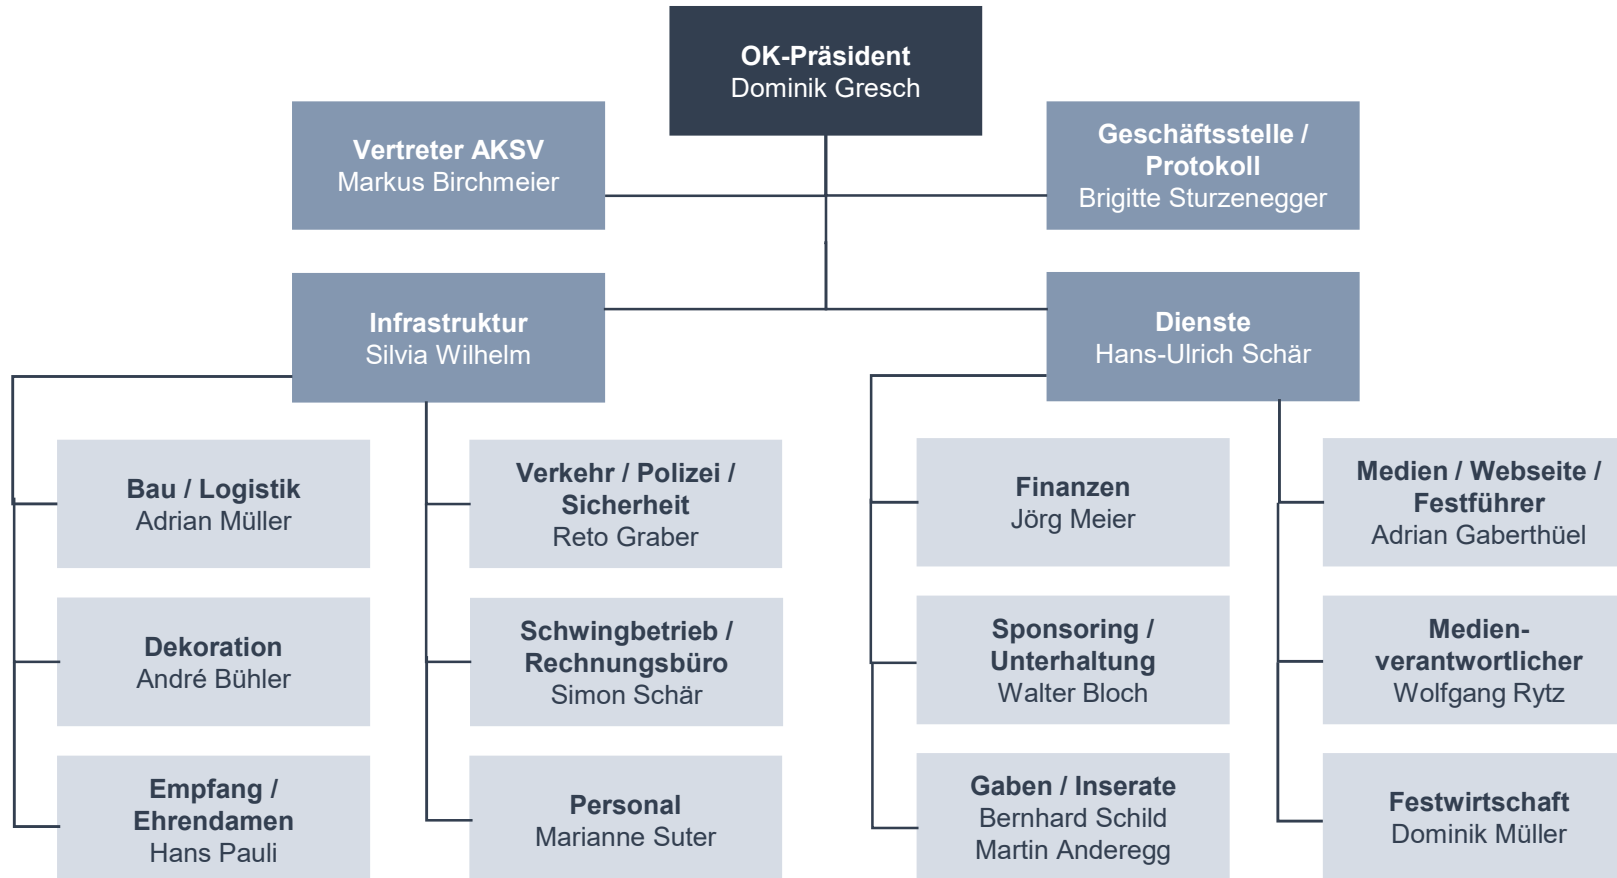 OK-Präsident
Dominik Gresch
Vertreter AKSV
Markus Birchmeier
Geschäftsstelle /
Protokoll
Brigitte Sturzenegger
Infrastruktur
Silvia Wilhelm
Dienste
Hans-Ulrich Schär
Bau / Logistik
Adrian Müller
Verkehr / Polizei /
Sicherheit
Reto Graber
Finanzen
Jörg Meier
Medien / Webseite /
Festführer
Adrian Gaberthüel
Dekoration
André Bühler
Schwingbetrieb /
Rechnungsbüro
Simon Schär
Sponsoring /
Unterhaltung
Walter Bloch
Medien-
verantwortlicher
Wolfgang Rytz
Empfang /
Ehrendamen
Hans Pauli
Personal
Marianne Suter
Gaben / Inserate
Bernhard Schild
Martin Anderegg
Festwirtschaft
Dominik Müller